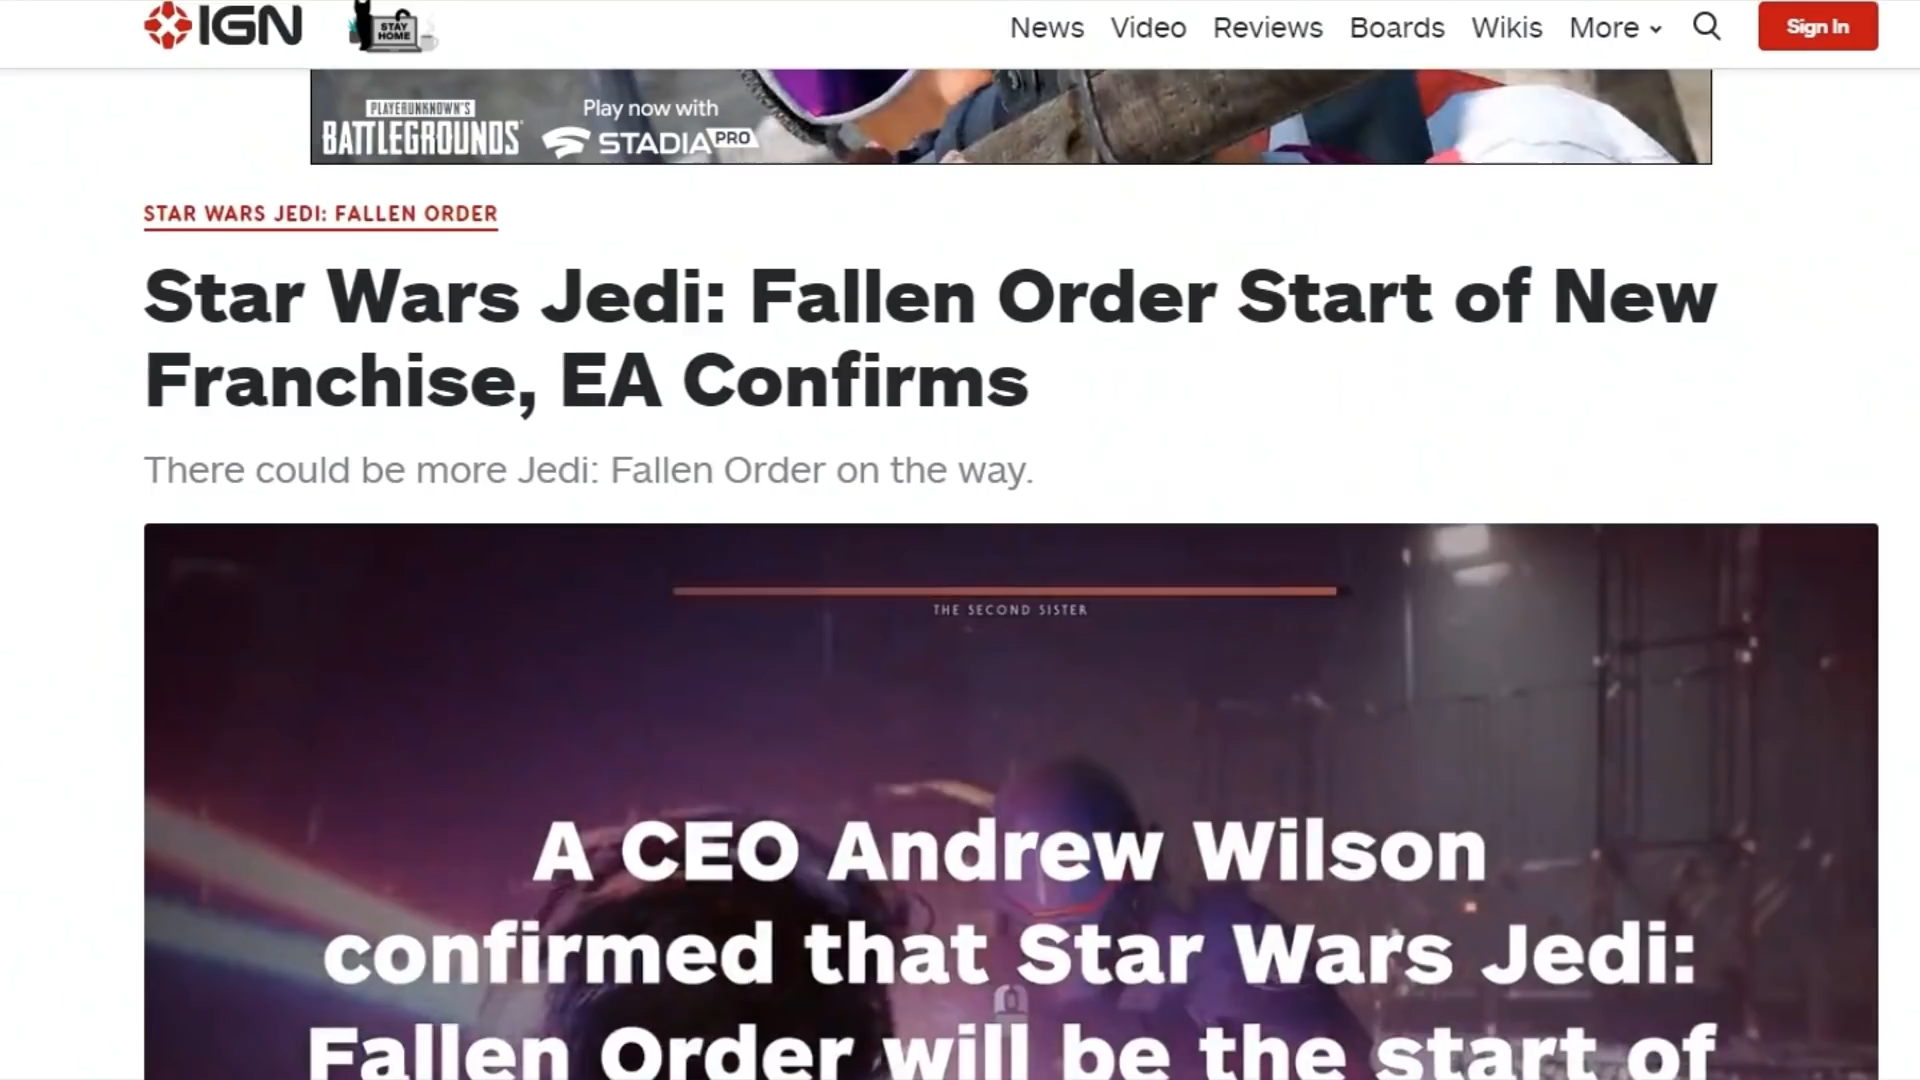 IGN
STAY
HOME
News Video Reviews Boards Wikis More Sign In
PLAYERUNKNOWN'S
BATTLEGROUNDS
Play now with
STADIA PRO
STAR WARS JEDI: FALLEN ORDER
Star Wars Jedi: Fallen Order Start of New
Franchise, EA Confirms
There could be more Jedi: Fallen Order on the way.
THE SECOND SISTER
A CEO Andrew Wilson
confirmed that Star Wars Jedi:
Fallen Order will be the start of